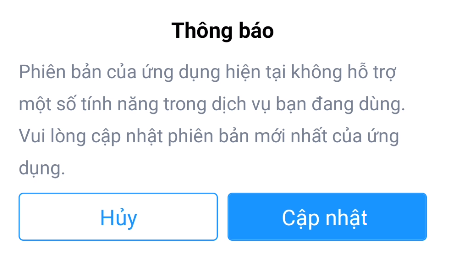 Thông báo
Phiên bản của ứng dụng hiện tại không hỗ trợ
một số tính năng trong dịch vụ bạn đang dùng.
Vui lòng cập nhật phiên bản mới nhất của ứng
dụng.
Hủy
Cập nhật